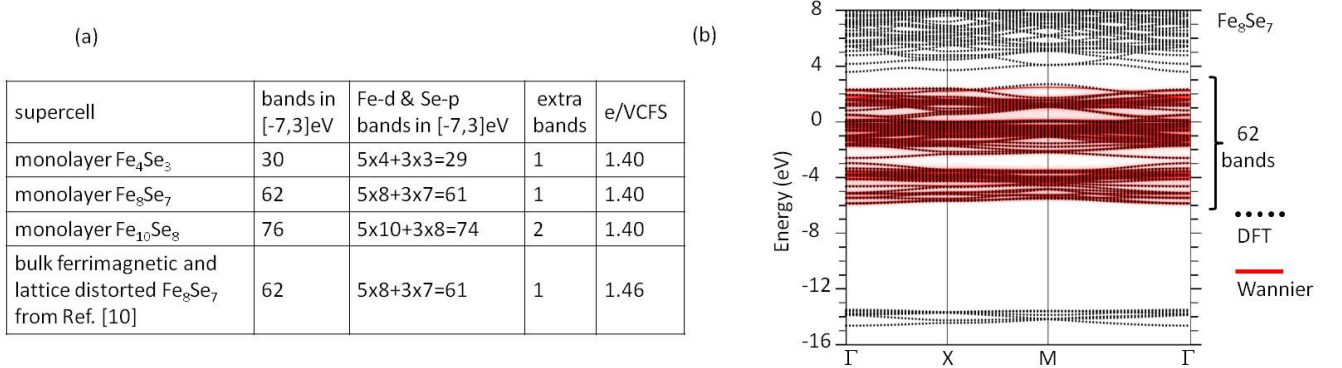 (a)
supercell
bands in
[-7,3]eV
Fe-d & Se-p
bands in [-7,3]eV
extra
bands
e/VCFS
monolayer Fe₄Se₃
30
5x4+3x3=29
1
1.40
monolayer Fe₈Se₇
62
5x8+3x7=61
1
1.40
monolayer Fe₁₀Se₈
76
5x10+3x8=74
2
1.40
bulk ferrimagnetic and
lattice distorted Fe₈Se₇
from Ref. [10]
62
5x8+3x7=61
1
1.46
(b)
Energy (eV)
8
4
0
-4
-8
-12
-16
Γ
X
M
Γ
Fe₈Se₇
62
bands
DFT
Wannier